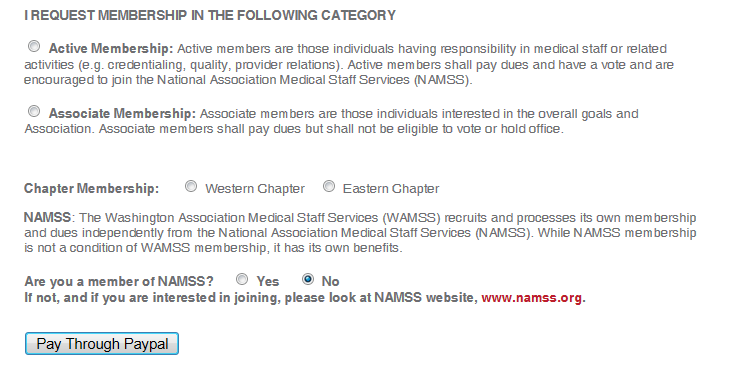 I REQUEST MEMBERSHIP IN THE FOLLOWING CATEGORY
Active Membership: Active members are those individuals having responsibility in medical staff or related
activities (e.g. credentialing, quality, provider relations). Active members shall pay dues and have a vote and are
encouraged to join the National Association Medical Staff Services (NAMSS).
Associate Membership: Associate members are those individuals interested in the overall goals and
Association. Associate members shall pay dues but shall not be eligible to vote or hold office.
Chapter Membership: Western Chapter Eastern Chapter
NAMSS: The Washington Association Medical Staff Services (WAMSS) recruits and processes its own membership
and dues independently from the National Association Medical Staff Services (NAMSS). While NAMSS membership
is not a condition of WAMSS membership, it has its own benefits.
Are you a member of NAMSS? Yes No
If not, and if you are interested in joining, please look at NAMSS website, www.namss.org.
Pay Through Paypal